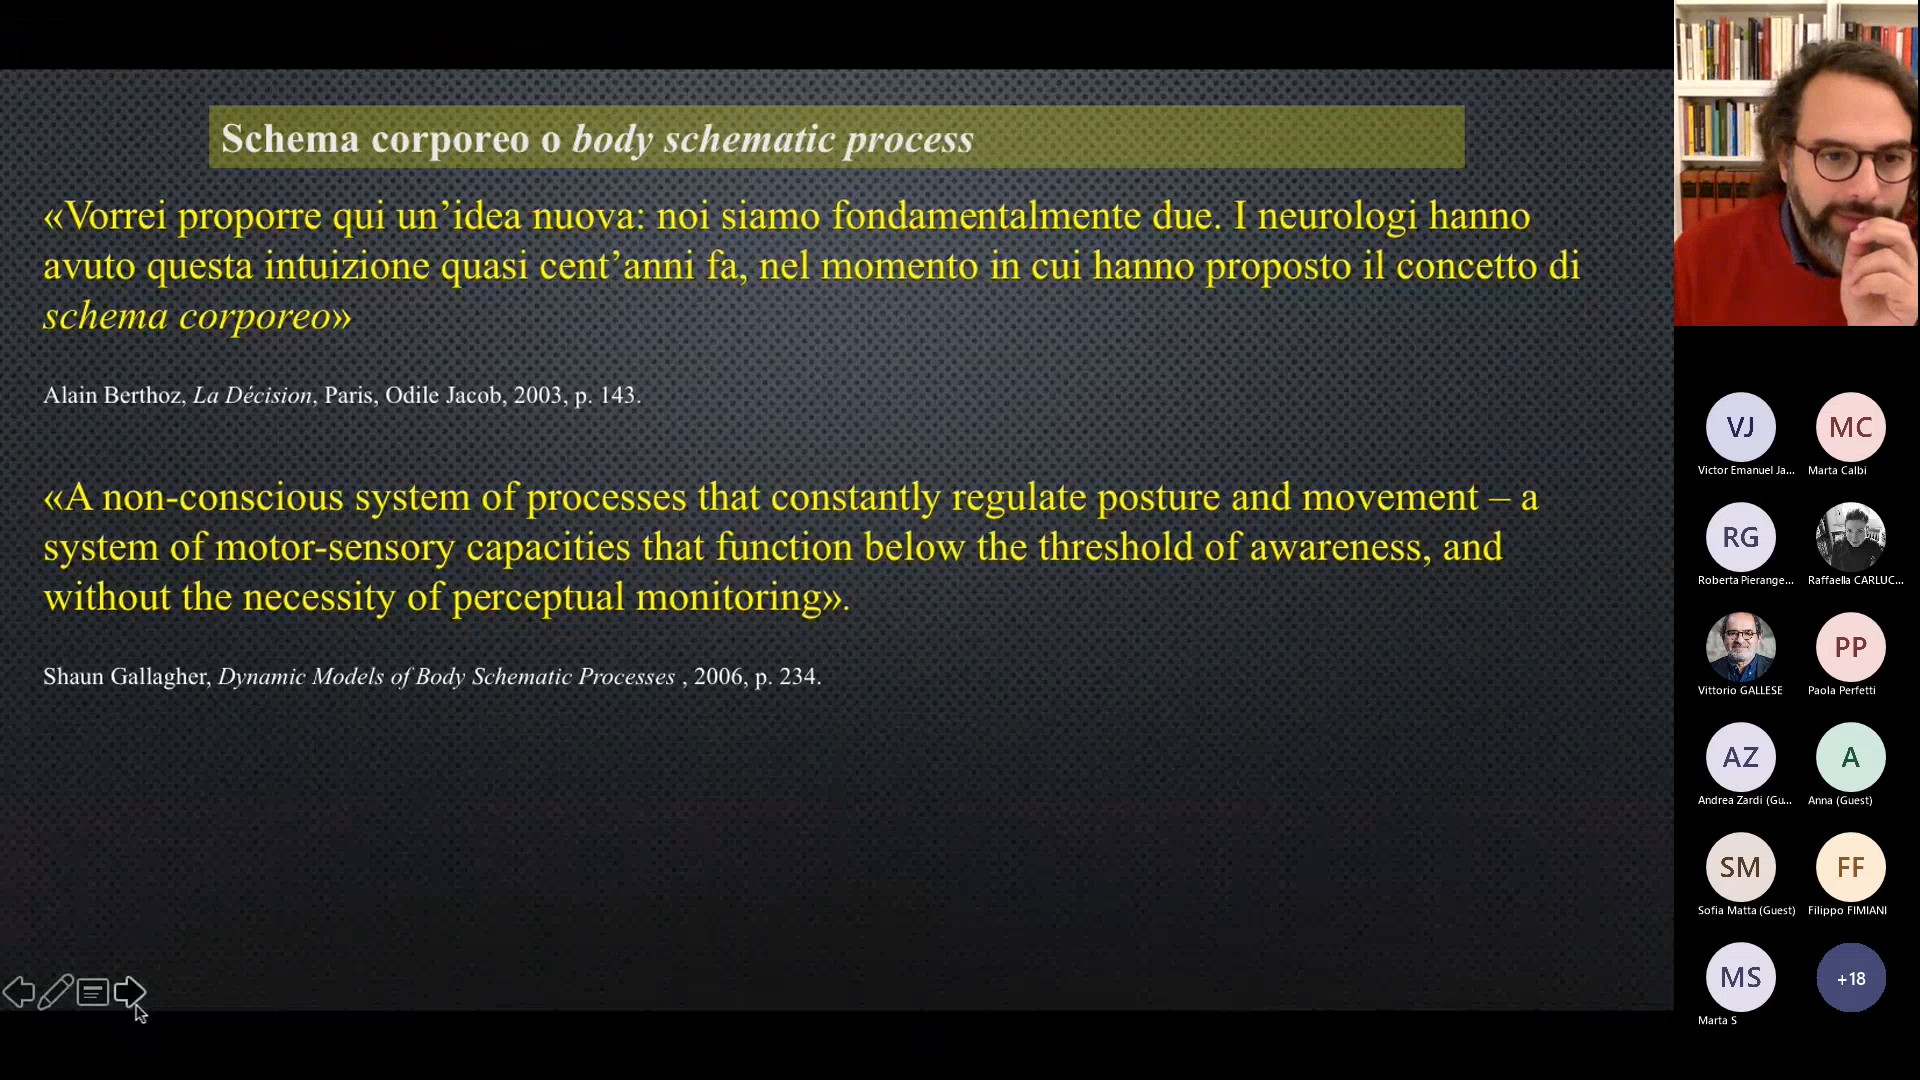 Schema corporeo o body schematic process
«Vorrei proporre qui un’idea nuova: noi siamo fondamentalmente due. I neurologi hanno
avuto questa intuizione quasi cent’anni fa, nel momento in cui hanno proposto il concetto di
schema corporeo»
Alain Berthoz, La Décision, Paris, Odile Jacob, 2003, p. 143.
«A non-conscious system of processes that constantly regulate posture and movement – a
system of motor-sensory capacities that function below the threshold of awareness, and
without the necessity of perceptual monitoring».
Shaun Gallagher, Dynamic Models of Body Schematic Processes , 2006, p. 234.
VJ MC
Victor Emanuel Ja... Marta Calbi
RG
Roberta Pierange... Raffaella CARLUC...
PP
Vittorio GALLESE Paola Perfetti
AZ A
Andrea Zardi (Gu... Anna (Guest)
SM FF
Sofia Matta (Guest) Filippo FIMIANI
MS +18
Marta S